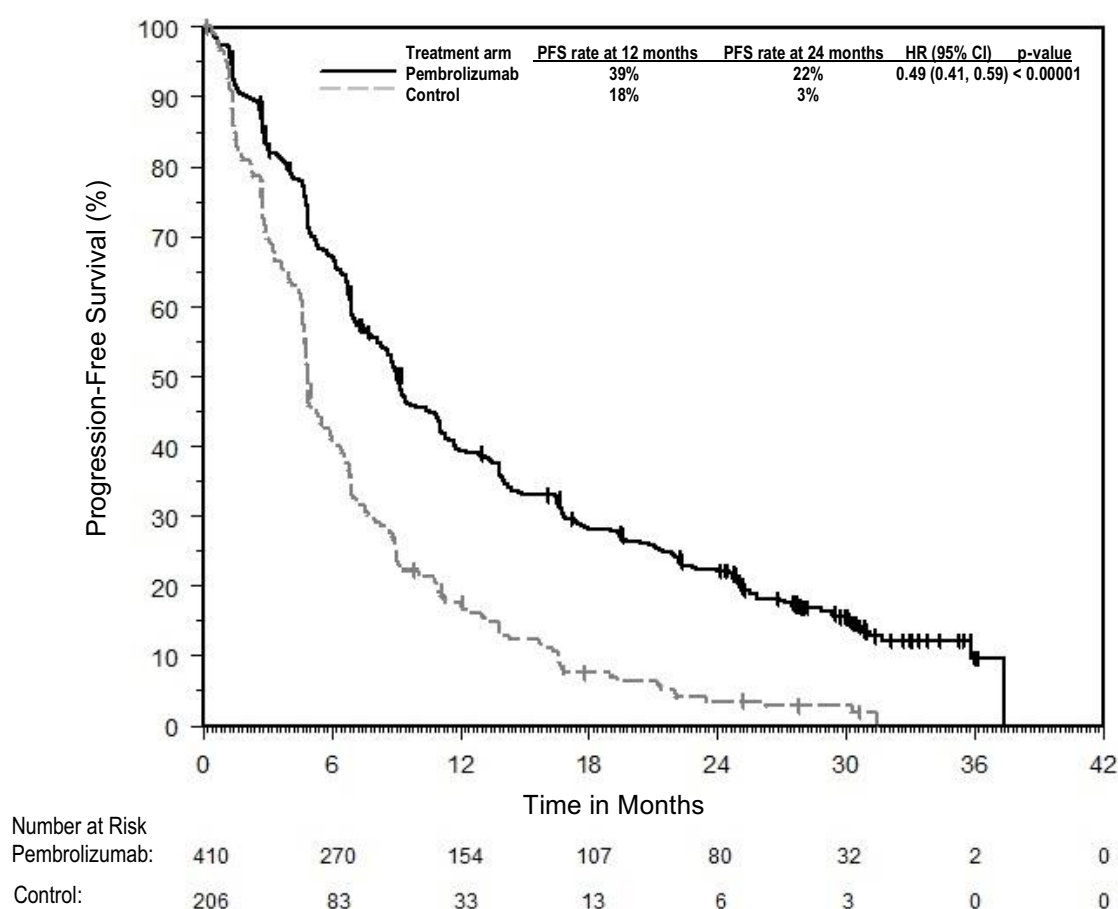 Treatment arm PFS rate at 12 months PFS rate at 24 months HR (95% CI) p-value
Pembrolizumab 39% 22% 0.49 (0.41, 0.59) < 0.00001
Control 18% 3%
100
90
80
70
60
50
40
30
20
10
0
Progression-Free Survival (%)
0 6 12 18 24 30 36 42
Time in Months
Number at Risk
Pembrolizumab: 410 270 154 107 80 32 2 0
Control: 206 83 33 13 6 3 0 0